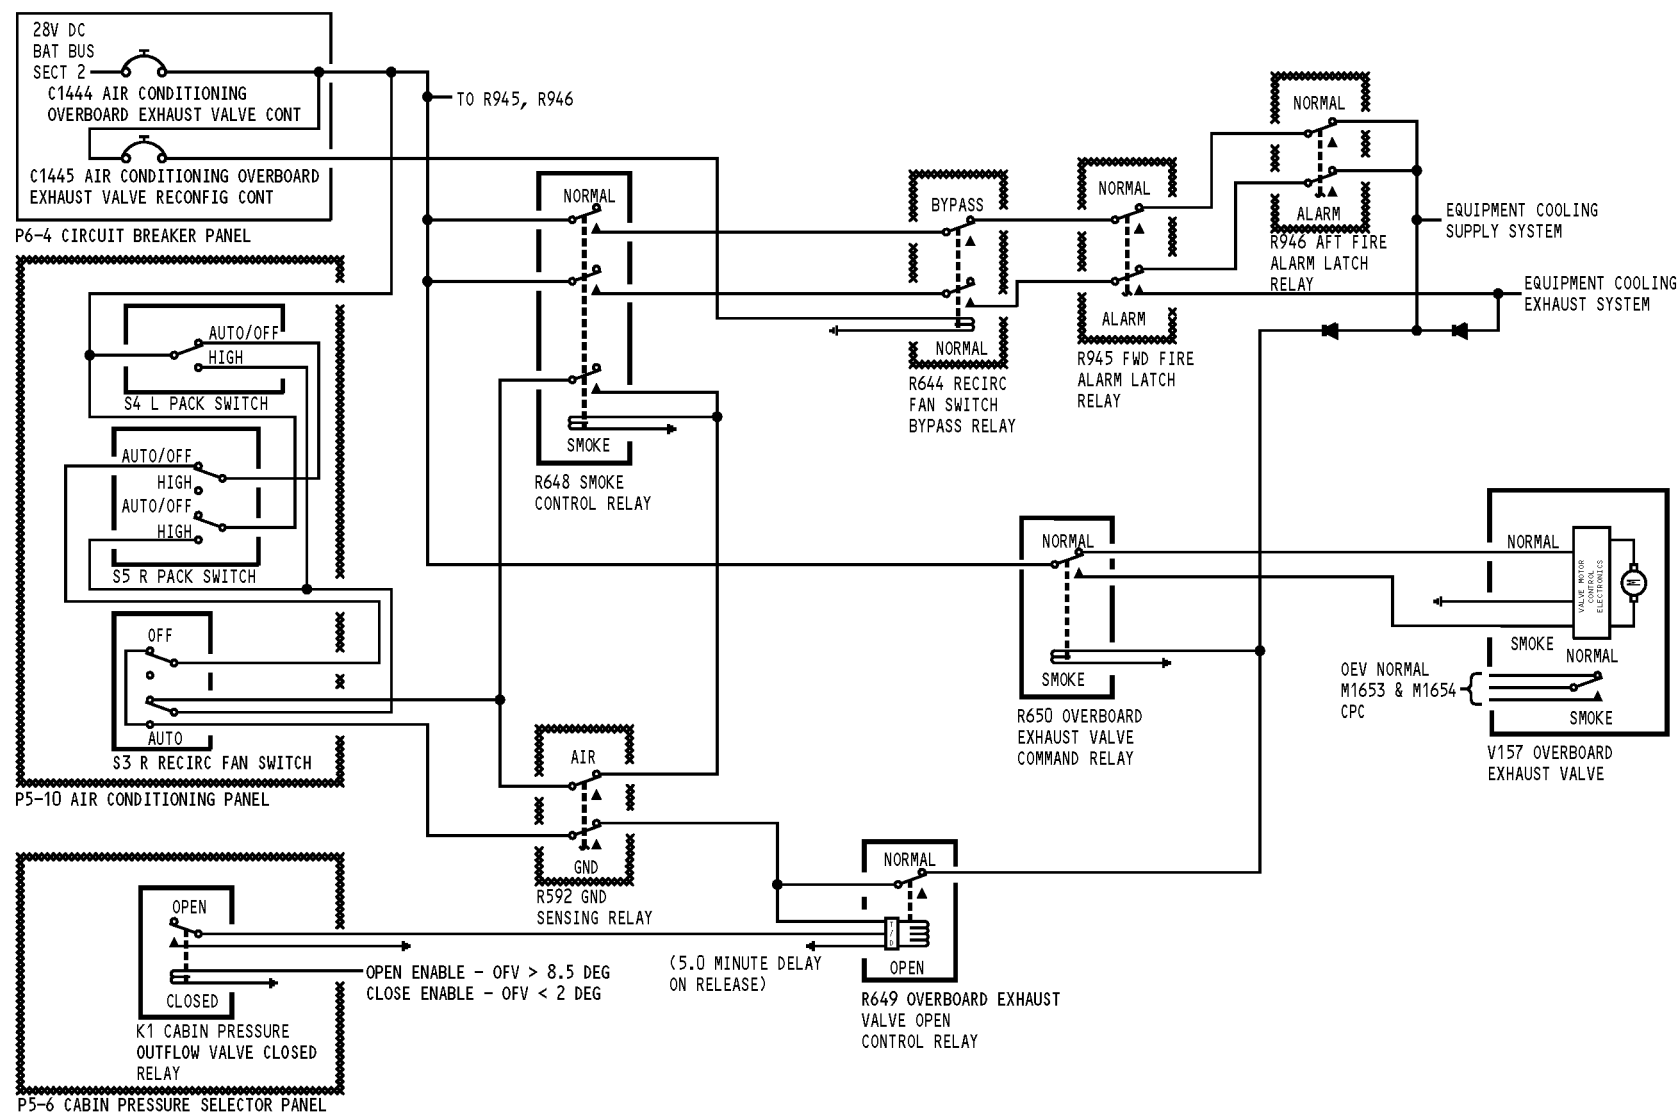 28V DC
BAT BUS
SECT 2
C1444 AIR CONDITIONING
OVERBOARD EXHAUST VALVE CONT
C1445 AIR CONDITIONING OVERBOARD
EXHAUST VALVE RECONFIG CONT
P6-4 CIRCUIT BREAKER PANEL
TO R945, R946
AUTO/OFF
HIGH
S4 L PACK SWITCH
AUTO/OFF
HIGH
AUTO/OFF
HIGH
S5 R PACK SWITCH
OFF
AUTO
S3 R RECIRC FAN SWITCH
P5-10 AIR CONDITIONING PANEL
OPEN
CLOSED
K1 CABIN PRESSURE
OUTFLOW VALVE CLOSED
RELAY
P5-6 CABIN PRESSURE SELECTOR PANEL
OPEN ENABLE - OFV > 8.5 DEG
CLOSE ENABLE - OFV < 2 DEG
NORMAL
SMOKE
R648 SMOKE
CONTROL RELAY
AIR
GND
R592 GND
SENSING RELAY
(5.0 MINUTE DELAY
ON RELEASE)
NORMAL
T/D
OPEN
R649 OVERBOARD EXHAUST
VALVE OPEN
CONTROL RELAY
BYPASS
NORMAL
R644 RECIRC
FAN SWITCH
BYPASS RELAY
NORMAL
ALARM
R945 FWD FIRE
ALARM LATCH
RELAY
NORMAL
ALARM
R946 AFT FIRE
ALARM LATCH
RELAY
EQUIPMENT COOLING
SUPPLY SYSTEM
EQUIPMENT COOLING
EXHAUST SYSTEM
NORMAL
SMOKE
R650 OVERBOARD
EXHAUST VALVE
COMMAND RELAY
NORMAL
VALVE MOTOR
CONTROL
ELECTRONICS
M
SMOKE
NORMAL
OEV NORMAL
M1653 & M1654
CPC
SMOKE
V157 OVERBOARD
EXHAUST VALVE